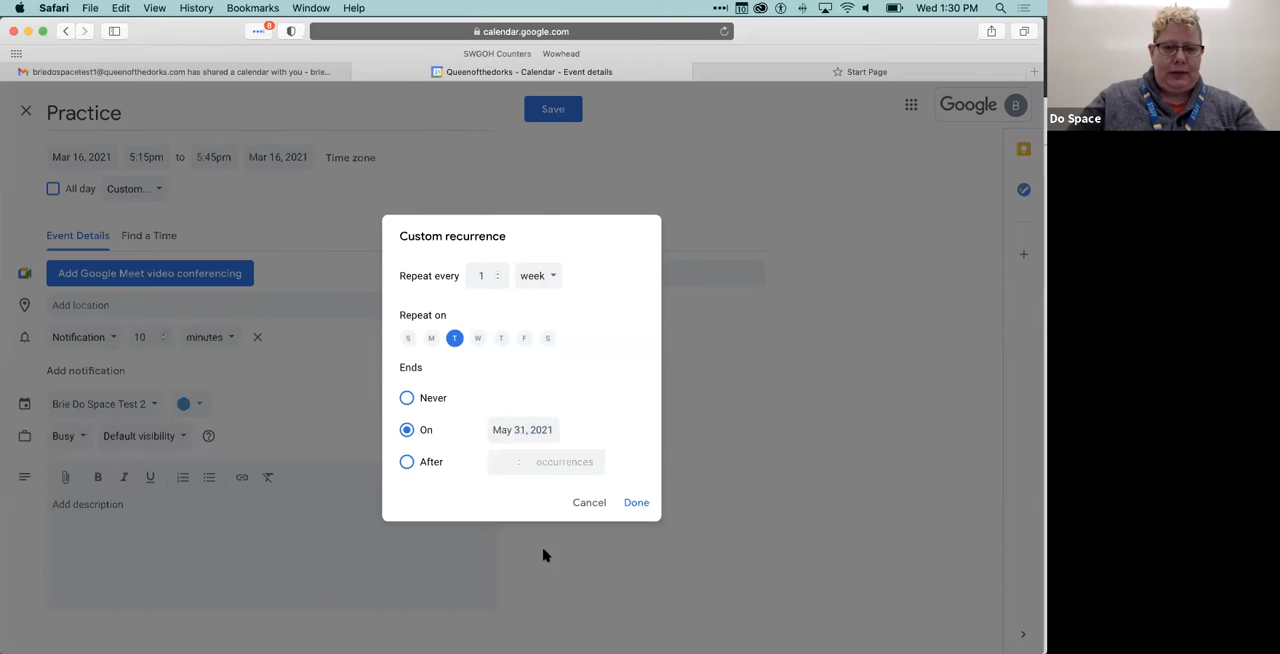 Safari File Edit View History Bookmarks Window Help
10 Wed 1:30 PM
8 calendar.google.com
SWGOH Counters Wowhead
briedospacetest1@queenofthedorks.com has shared a calendar with you - brie...
Queenofthedorks - Calendar - Event details
Start Page
Practice
Save
Google B
Do Space
Mar 16, 2021 5:15pm to 5:45pm Mar 16, 2021 Time zone
All day Custom...
Event Details Find a Time
Add Google Meet video conferencing
Add location
Notification 10 minutes
Add notification
Brie Do Space Test 2
Busy Default visibility
B I U
Add description
Custom recurrence
Repeat every 1 week
Repeat on
S M T W T F S
Ends
Never
On May 31, 2021
After occurrences
Cancel Done